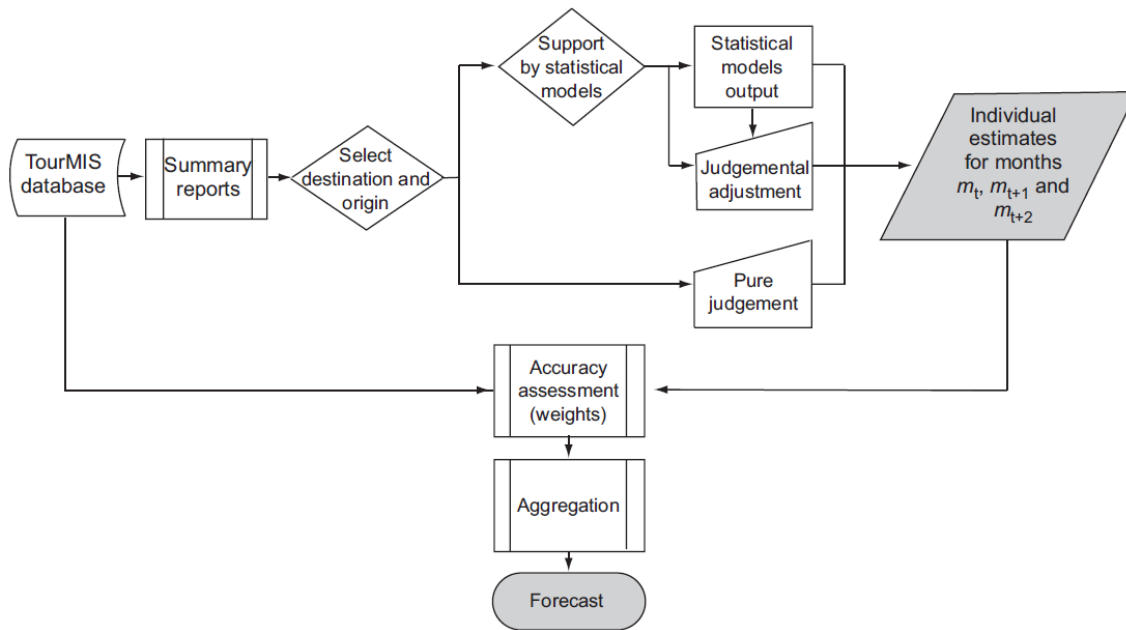 TourMIS
database
Summary
reports
Select
destination and
origin
Support
by statistical
models
Statistical
models
output
Judgemental
adjustment
Pure
judgement
Individual
estimates
for months
mt, mt+1 and
mt+2
Accuracy
assessment
(weights)
Aggregation
Forecast